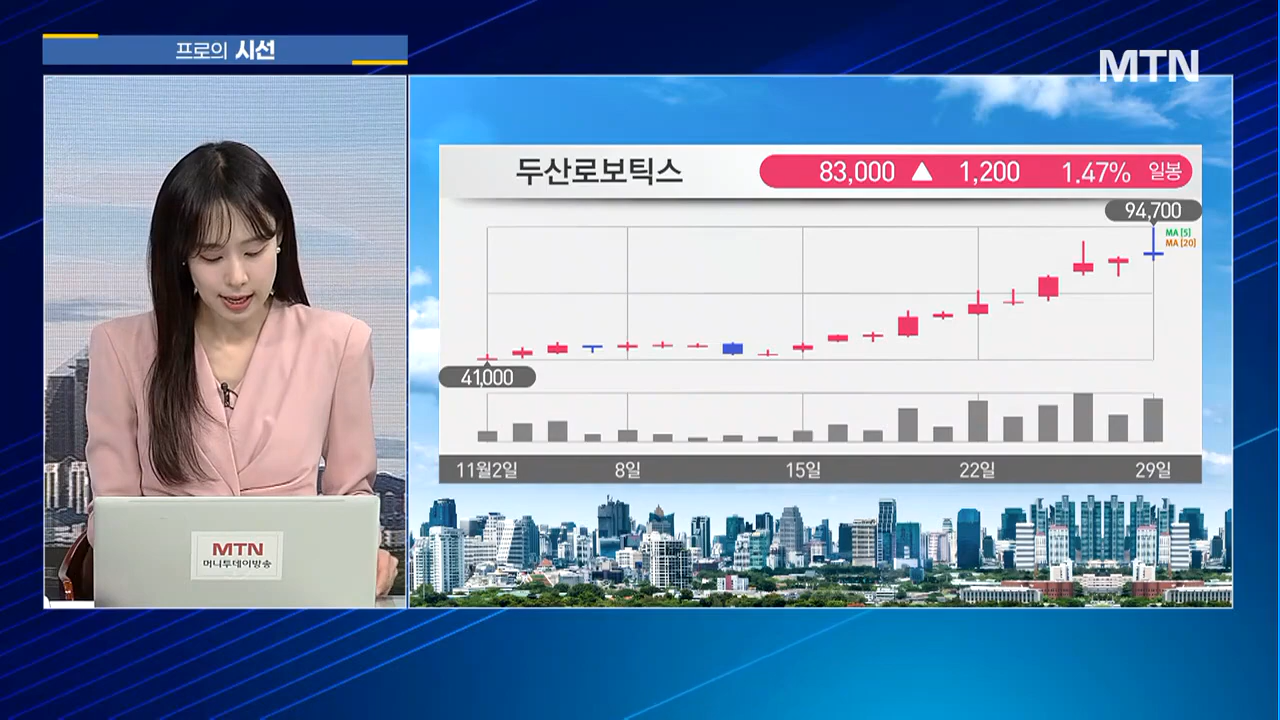 프로의 시선
MTN
두산로보틱스
83,000 ▲ 1,200 1.47% 일봉
94,700
MA [5]
MA [20]
41,000
11월2일 8일 15일 22일 29일
MTN
머니투데이방송